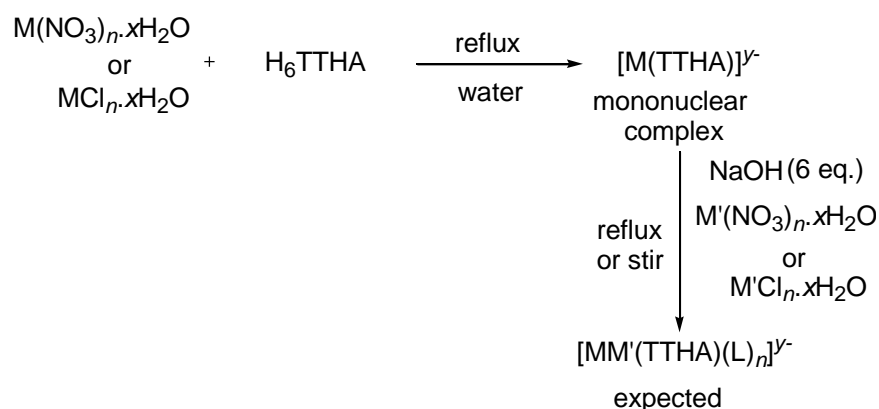 M(NO₃)ₙ.xH₂O
or
MClₙ.xH₂O
+
H₆TTHA
reflux
water
[M(TTHA)]ʸ⁻
mononuclear
complex
NaOH (6 eq.)
M'(NO₃)ₙ.xH₂O
or
M'Clₙ.xH₂O
reflux
or stir
[MM'(TTHA)(L)ₙ]ʸ⁻
expected